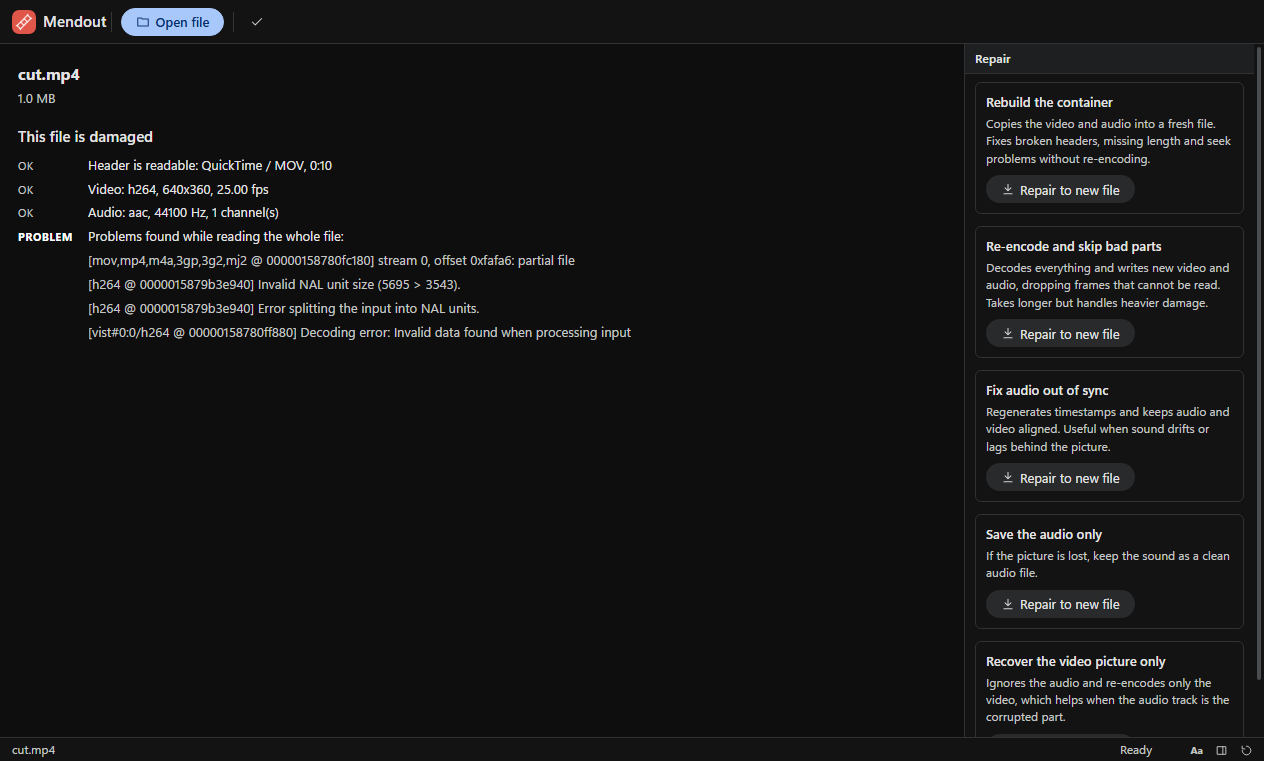 Mendout
Open file
cut.mp4
1.0 MB
This file is damaged
OK Header is readable: QuickTime / MOV, 0:10
OK Video: h264, 640x360, 25.00 fps
OK Audio: aac, 44100 Hz, 1 channel(s)
PROBLEM Problems found while reading the whole file:
[mov,mp4,m4a,3gp,3g2,mj2 @ 00000158780fc180] stream 0, offset 0xfafa6: partial file
[h264 @ 0000015879b3e940] Invalid NAL unit size (5695 > 3543).
[h264 @ 0000015879b3e940] Error splitting the input into NAL units.
[vist#0:0/h264 @ 00000158780ff880] Decoding error: Invalid data found when processing input
Repair
Rebuild the container
Copies the video and audio into a fresh file.
Fixes broken headers, missing length and seek
problems without re-encoding.
Repair to new file
Re-encode and skip bad parts
Decodes everything and writes new video and
audio, dropping frames that cannot be read.
Takes longer but handles heavier damage.
Repair to new file
Fix audio out of sync
Regenerates timestamps and keeps audio and
video aligned. Useful when sound drifts or
lags behind the picture.
Repair to new file
Save the audio only
If the picture is lost, keep the sound as a clean
audio file.
Repair to new file
Recover the video picture only
Ignores the audio and re-encodes only the
video, which helps when the audio track is the
corrupted part.
cut.mp4
Ready
Aa